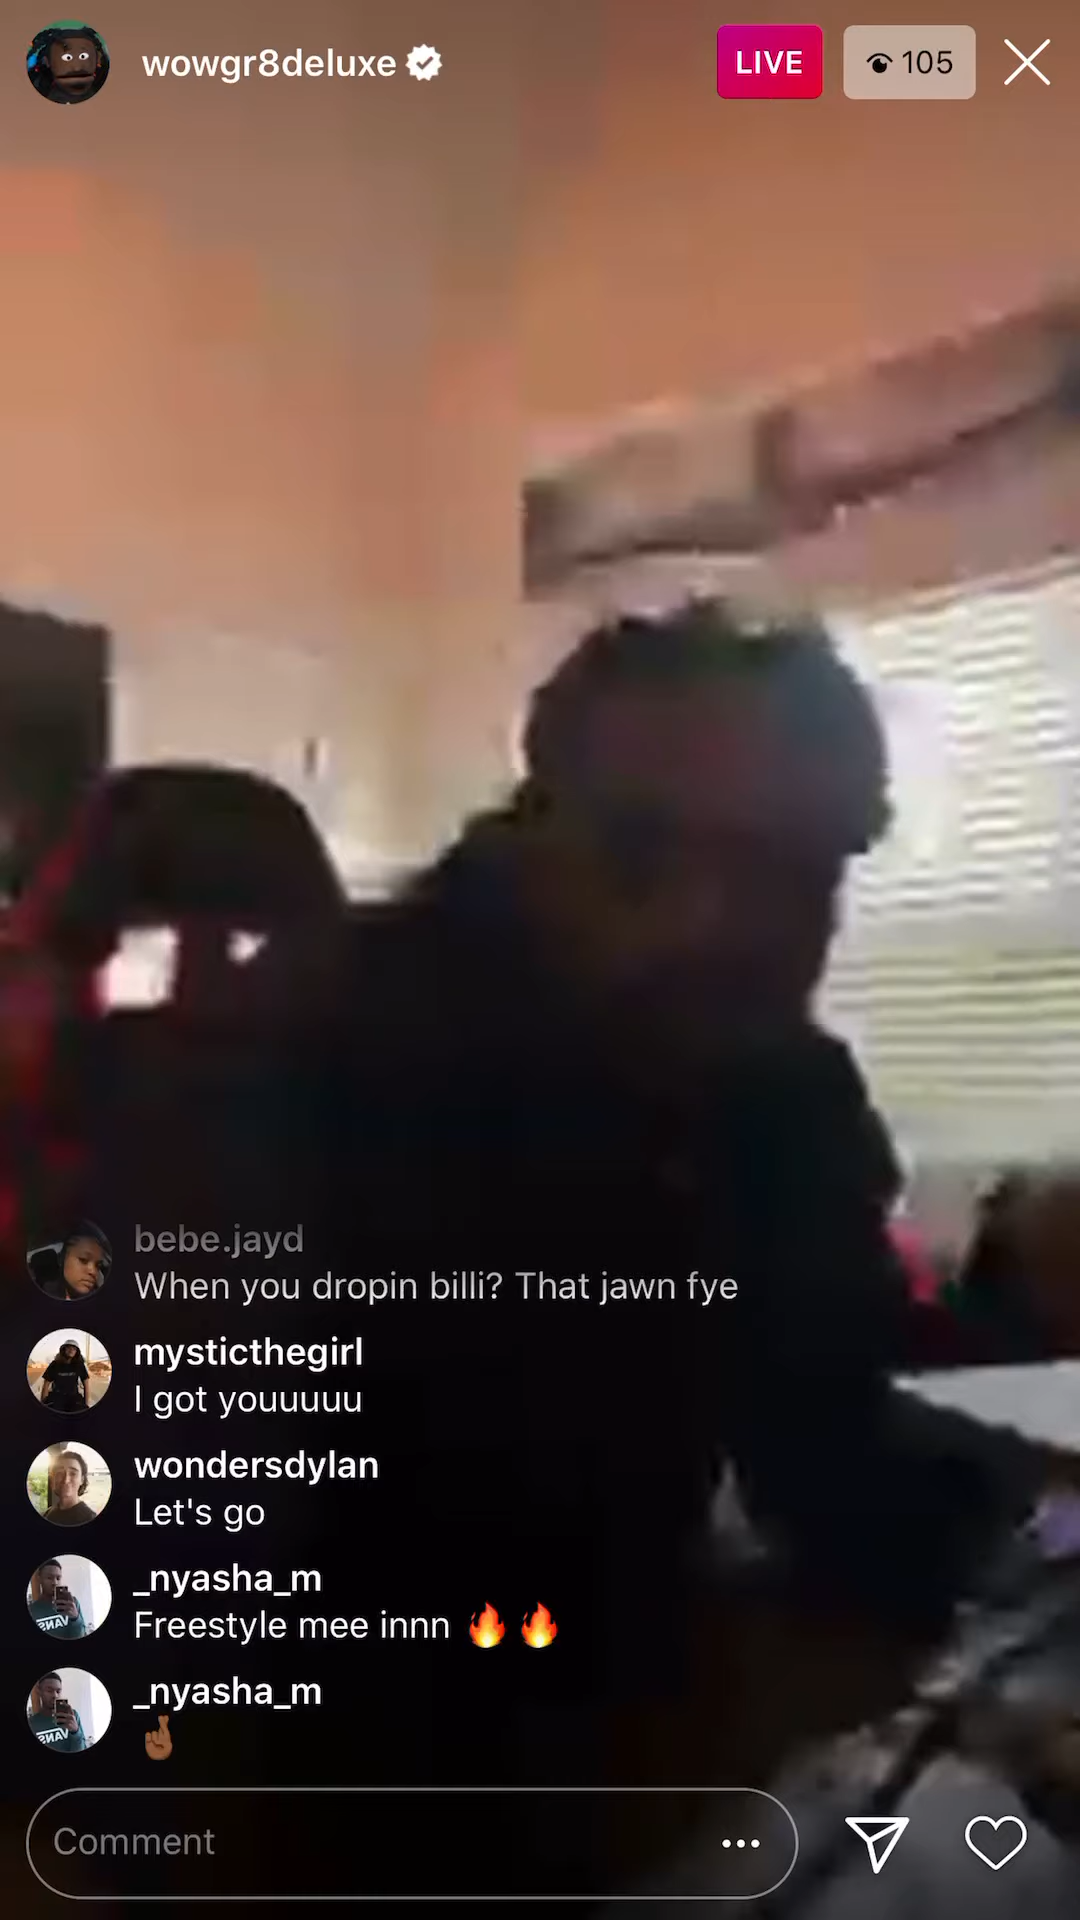 wowgr8deluxe
LIVE
105
bebe.jayd
When you dropin billi? That jawn fye
mysticthegirl
I got youuuuu
wondersdylan
Let's go
_nyasha_m
Freestyle mee innn 🔥🔥
_nyasha_m
🤞🏾
Comment